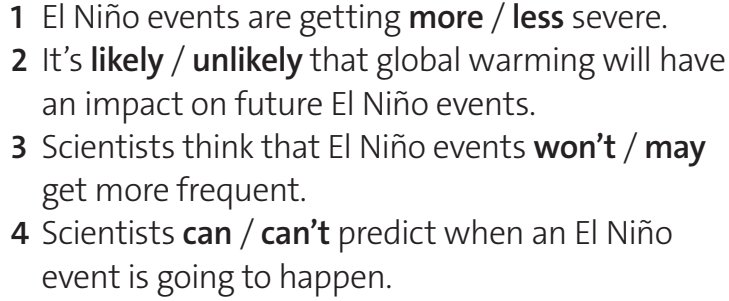 1 El Niño events are getting more / less severe.
2 It’s likely / unlikely that global warming will have
an impact on future El Niño events.
3 Scientists think that El Niño events won’t / may
get more frequent.
4 Scientists can / can’t predict when an El Niño
event is going to happen.